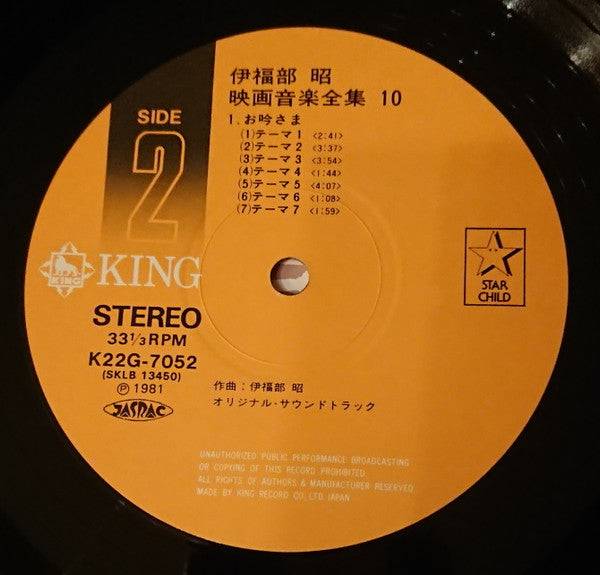 伊福部 昭
映画音楽全集 10
SIDE
2
1. お吟さま
(1)テーマ1 <2:41>
(2)テーマ2 <3:37>
(3)テーマ3 <3:54>
(4)テーマ4 <1:44>
(5)テーマ5 <4:07>
(6)テーマ6 <1:08>
(7)テーマ7 <1:59>
KING
KING
STAR
CHILD
STEREO
33⅓RPM
K22G-7052
(SKLB 13450)
Ⓟ1981
JASRAC
作曲：伊福部 昭
オリジナル・サウンドトラック
UNAUTHORIZED PUBLIC PERFORMANCE BROADCASTING
OR COPYING OF THIS RECORD PROHIBITED
ALL RIGHTS OF AUTHORS & MANUFACTURER RESERVED
MADE BY KING RECORD CO. LTD. JAPAN